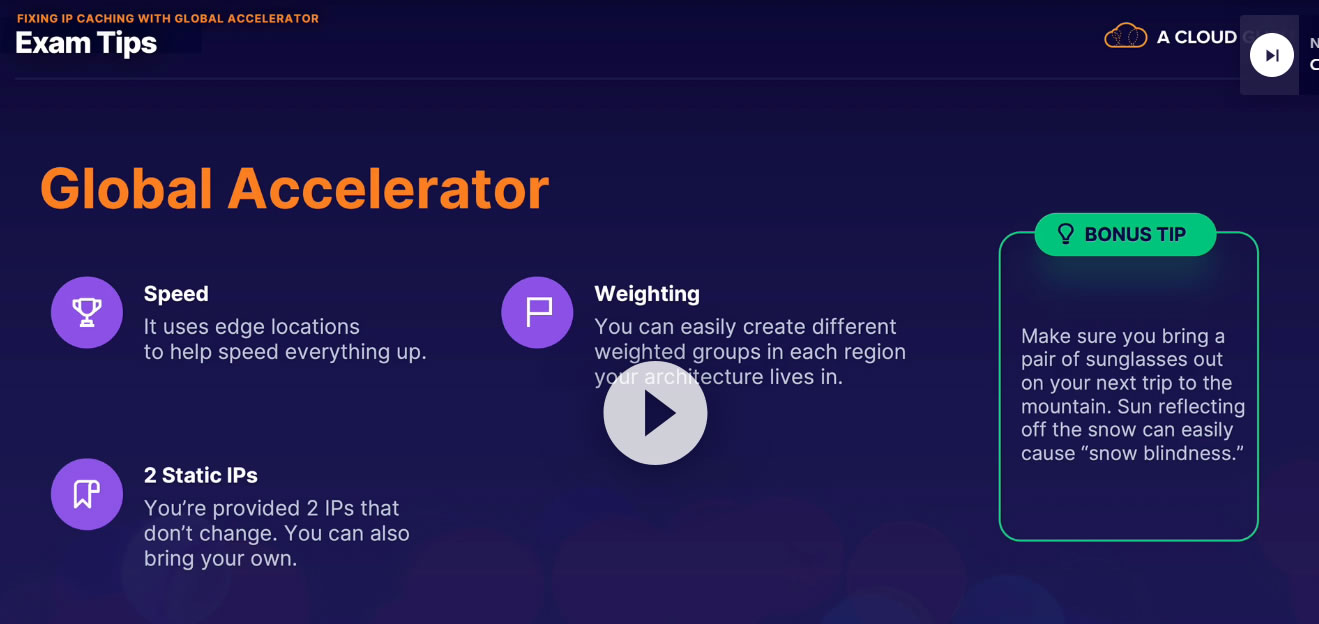 FIXING IP CACHING WITH GLOBAL ACCELERATOR
Exam Tips
A CLOUD
Global Accelerator
Speed
It uses edge locations
to help speed everything up.
Weighting
You can easily create different
weighted groups in each region
your architecture lives in.
2 Static IPs
You’re provided 2 IPs that
don’t change. You can also
bring your own.
BONUS TIP
Make sure you bring a
pair of sunglasses out
on your next trip to the
mountain. Sun reflecting
off the snow can easily
cause “snow blindness.”